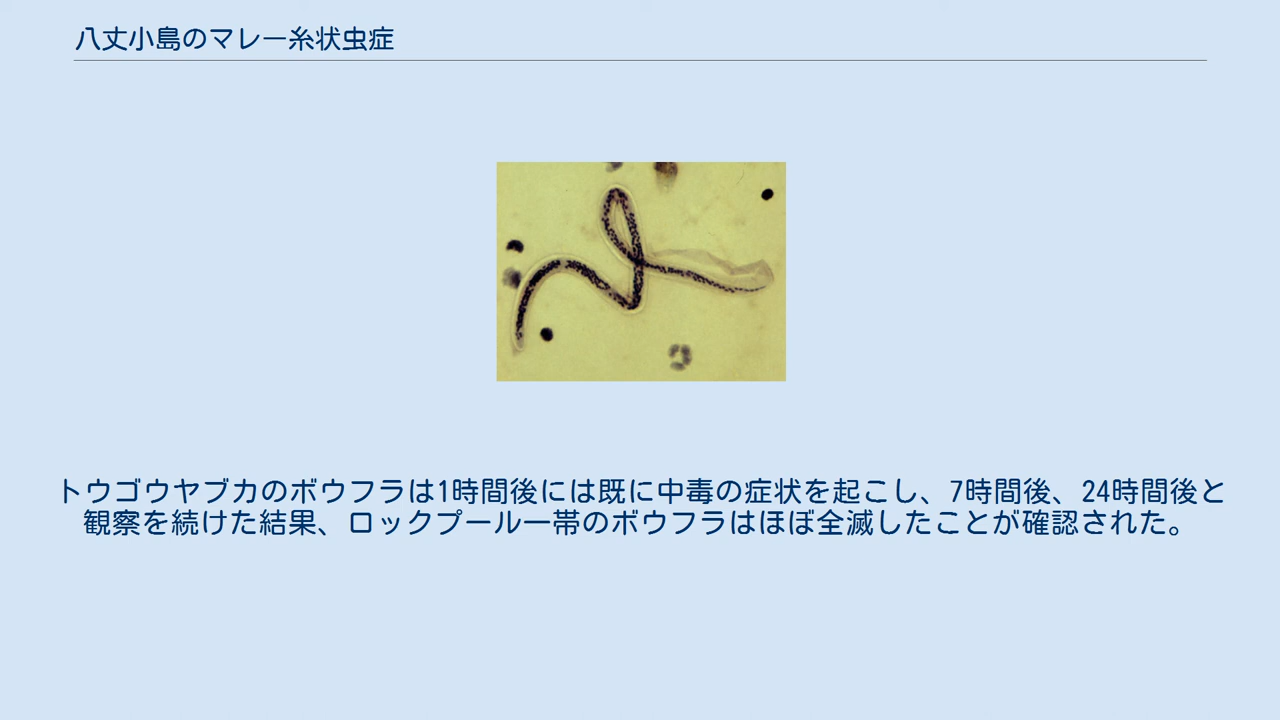 八丈小島のマレー糸状虫症
トウゴウヤブカのボウフラは1時間後には既に中毒の症状を起こし、7時間後、24時間後と
観察を続けた結果、ロックプール一帯のボウフラはほぼ全滅したことが確認された。